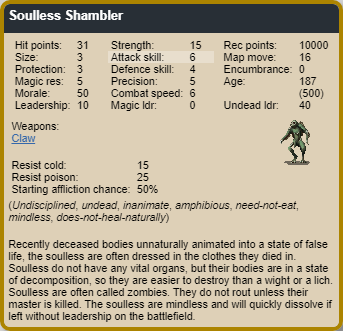 Soulless Shambler
Hit points: 31 Strength: 15 Rec points: 10000
Size: 3 Attack skill: 6 Map move: 16
Protection: 3 Defence skill: 4 Encumbrance: 0
Magic res: 5 Precision: 5 Age: 187
Morale: 50 Combat speed: 6 (500)
Leadership: 10 Magic ldr: 0 Undead ldr: 40
Weapons:
Claw
Resist cold: 15
Resist poison: 25
Starting affliction chance: 50%
(Undisciplined, undead, inanimate, amphibious, need-not-eat,
mindless, does-not-heal-naturally)
Recently deceased bodies unnaturally animated into a state of false
life, the soulless are often dressed in the clothes they died in.
Soulless do not have any vital organs, but their bodies are in a state
of decomposition, so they are easier to destroy than a wight or a lich.
Soulless are often called zombies. They do not rout unless their
master is killed. The soulless are mindless and will quickly dissolve if
left without leadership on the battlefield.